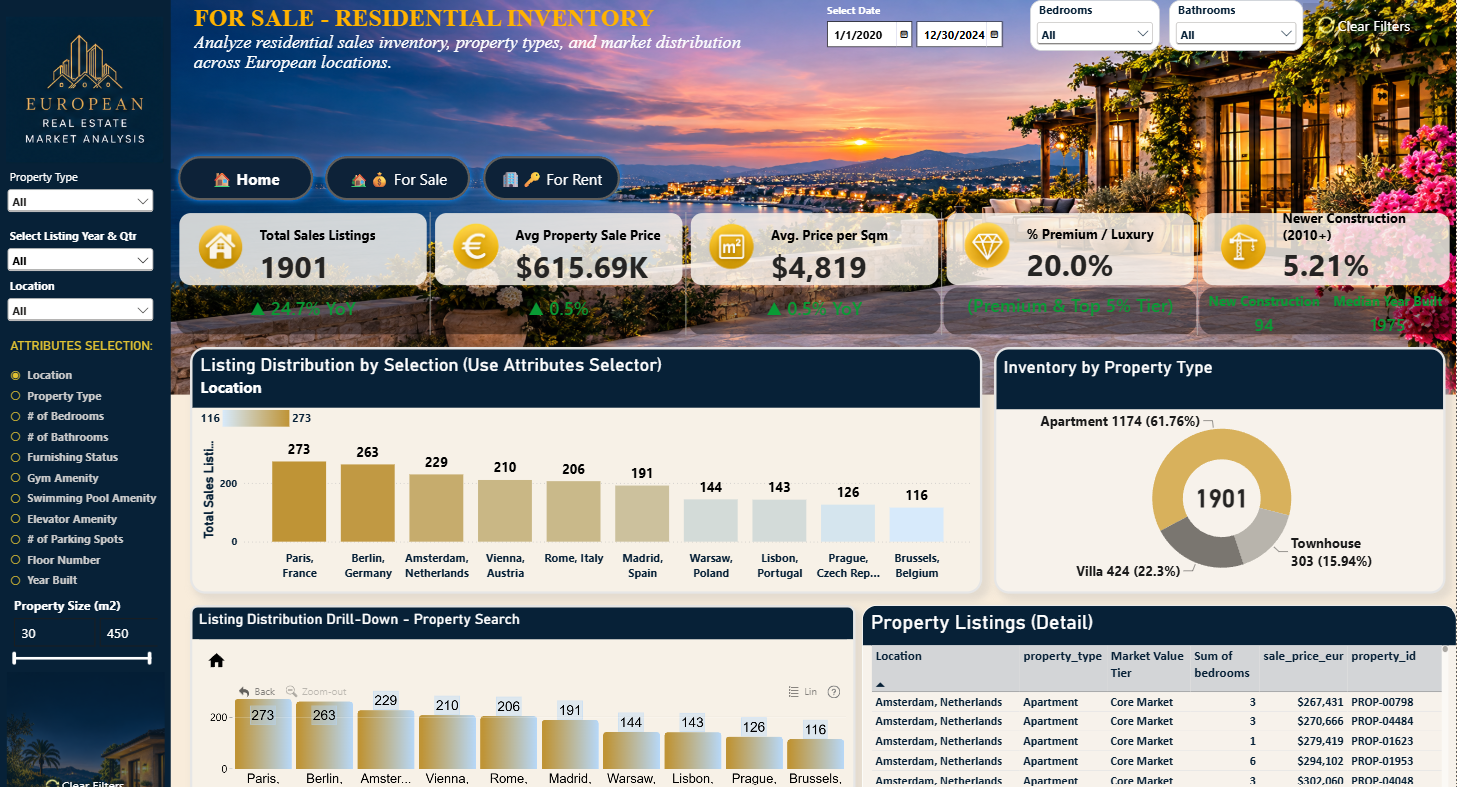 FOR SALE - RESIDENTIAL INVENTORY
Analyze residential sales inventory, property types, and market distribution
across European locations.
Select Date
1/1/2020
12/30/2024
Bedrooms
All
Bathrooms
All
Clear Filters
EUROPEAN
REAL ESTATE
MARKET ANALYSIS
Property Type
All
Select Listing Year & Qtr
All
Location
All
ATTRIBUTES SELECTION:
Location
Property Type
# of Bedrooms
# of Bathrooms
Furnishing Status
Gym Amenity
Swimming Pool Amenity
Elevator Amenity
# of Parking Spots
Floor Number
Year Built
Property Size (m2)
30
450
Clear Filters
Home
For Sale
For Rent
Total Sales Listings
1901
▲ 24.7% YoY
€
Avg Property Sale Price
$615.69K
▲ 0.5%
m²
Avg. Price per Sqm
$4,819
▲ 0.5% YoY
% Premium / Luxury
20.0%
(Premium & Top 5% Tier)
Newer Construction
(2010+)
5.21%
New Construction
94
Median Year Built
1975
Listing Distribution by Selection (Use Attributes Selector)
Location
116
273
Total Sales Listi...
200
0
273
263
229
210
206
191
144
143
126
116
Paris,
France
Berlin,
Germany
Amsterdam,
Netherlands
Vienna,
Austria
Rome, Italy
Madrid,
Spain
Warsaw,
Poland
Lisbon,
Portugal
Prague,
Czech Rep...
Brussels,
Belgium
Inventory by Property Type
Apartment 1174 (61.76%)
1901
Townhouse
303 (15.94%)
Villa 424 (22.3%)
Listing Distribution Drill-Down - Property Search
Back
Zoom-out
Lin
?
200
0
273
263
229
210
206
191
144
143
126
116
Paris,
Berlin,
Amster...
Vienna,
Rome,
Madrid,
Warsaw,
Lisbon,
Prague,
Brussels,
Property Listings (Detail)
Location property_type Market Value Tier Sum of bedrooms sale_price_eur property_id
Amsterdam, Netherlands Apartment Core Market 3 $267,431 PROP-00798
Amsterdam, Netherlands Apartment Core Market 3 $270,666 PROP-04484
Amsterdam, Netherlands Apartment Core Market 1 $279,419 PROP-01623
Amsterdam, Netherlands Apartment Core Market 6 $294,102 PROP-01953
Amsterdam, Netherlands Apartment Core Market 3 $302,060 PROP-04048